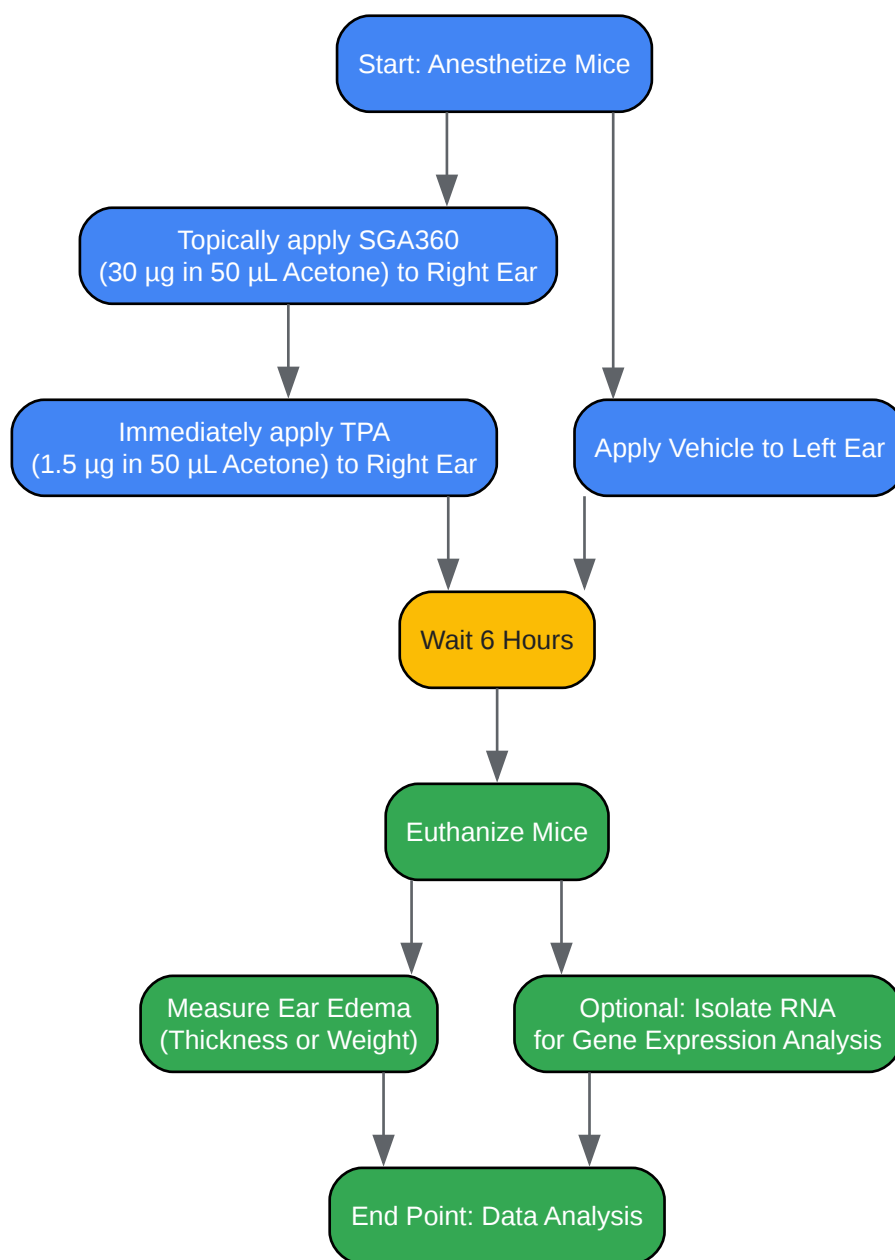 Start: Anesthetize Mice
Topically apply SGA360
(30 µg in 50 µL Acetone) to Right Ear
Immediately apply TPA
(1.5 µg in 50 µL Acetone) to Right Ear
Apply Vehicle to Left Ear
Wait 6 Hours
Euthanize Mice
Measure Ear Edema
(Thickness or Weight)
Optional: Isolate RNA
for Gene Expression Analysis
End Point: Data Analysis